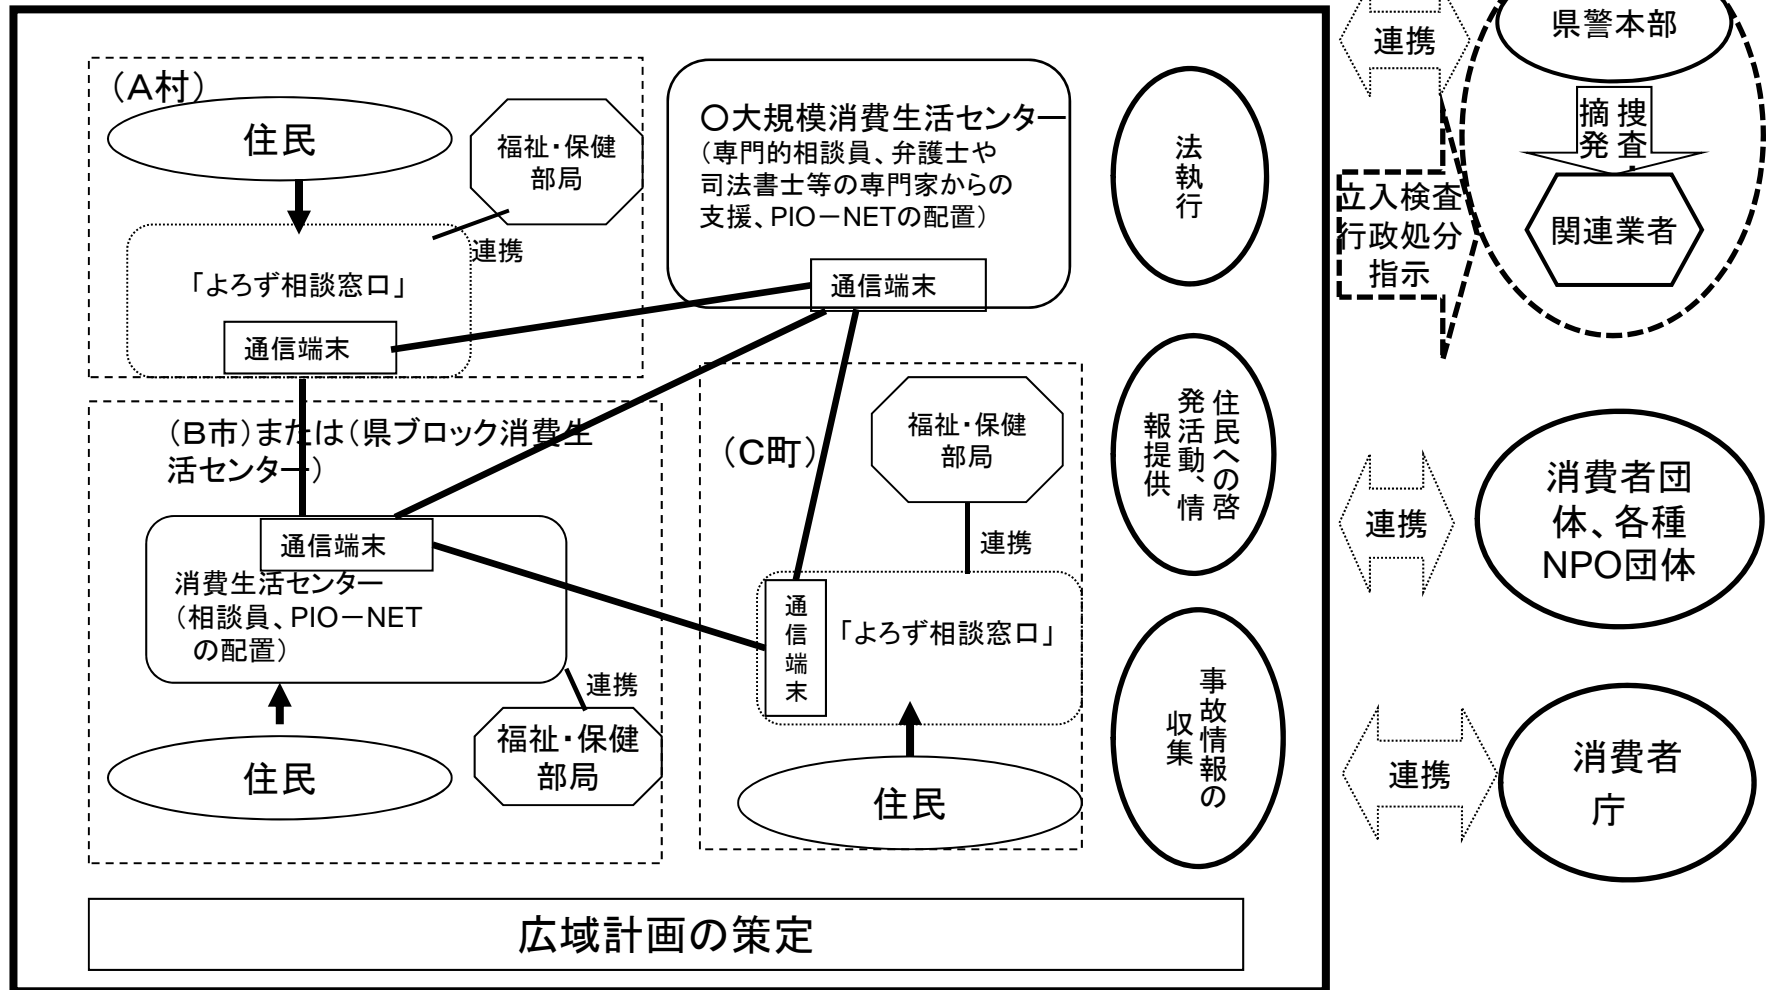 （A村）
住民
福祉・保健
部局
連携
「よろず相談窓口」
通信端末
○大規模消費生活センター
（専門的相談員、弁護士や
司法書士等の専門家からの
支援、PIO－NETの配置）
通信端末
（B市）または（県ブロック消費生
活センター）
通信端末
消費生活センター
（相談員、PIO－NET
の配置）
連携
福祉・保健
部局
住民
（C町）
福祉・保健
部局
連携
通信端末
「よろず相談窓口」
住民
法執行
住民への啓
発活動、情
報提供
事故情報の
収集
広域計画の策定
連携
県警本部
捜査・
摘発
関連業者
立入検査
行政処分
指示
連携
消費者団
体、各種
NPO団体
連携
消費者
庁